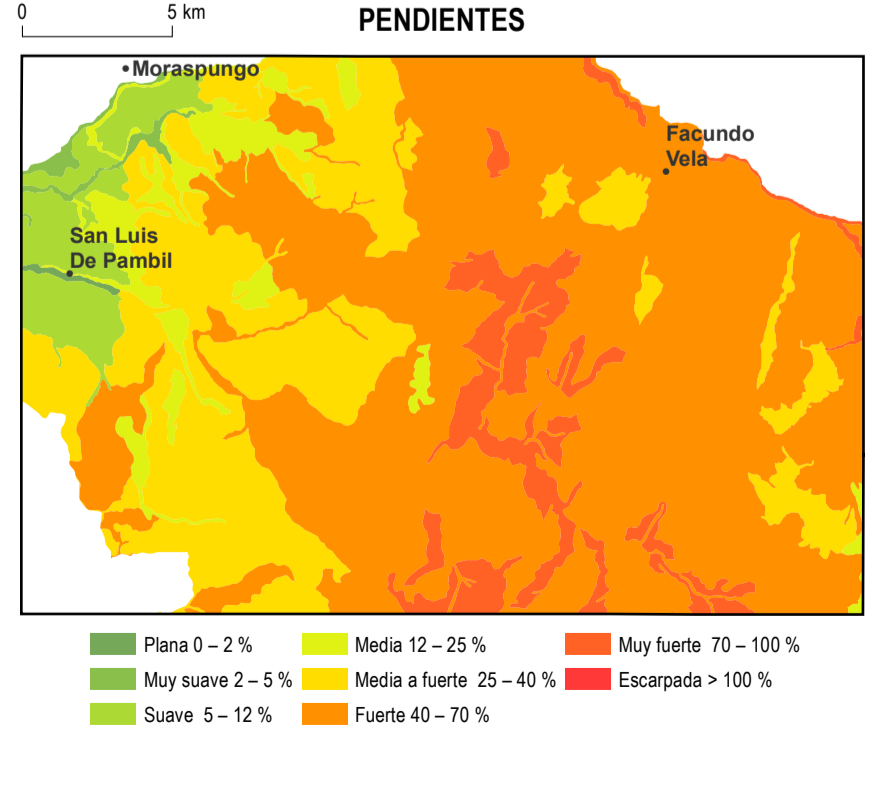 0 5 km
PENDIENTES
Moraspungo
Facundo
Vela
San Luis
De Pambil
Plana 0 – 2 %
Muy suave 2 – 5 %
Suave 5 – 12 %
Media 12 – 25 %
Media a fuerte 25 – 40 %
Fuerte 40 – 70 %
Muy fuerte 70 – 100 %
Escarpada > 100 %